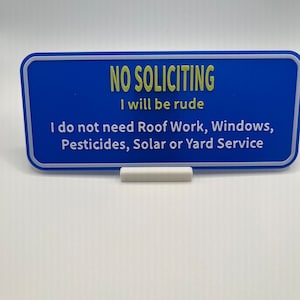 NO SOLICITING
I will be rude
I do not need Roof Work, Windows,
Pesticides, Solar or Yard Service